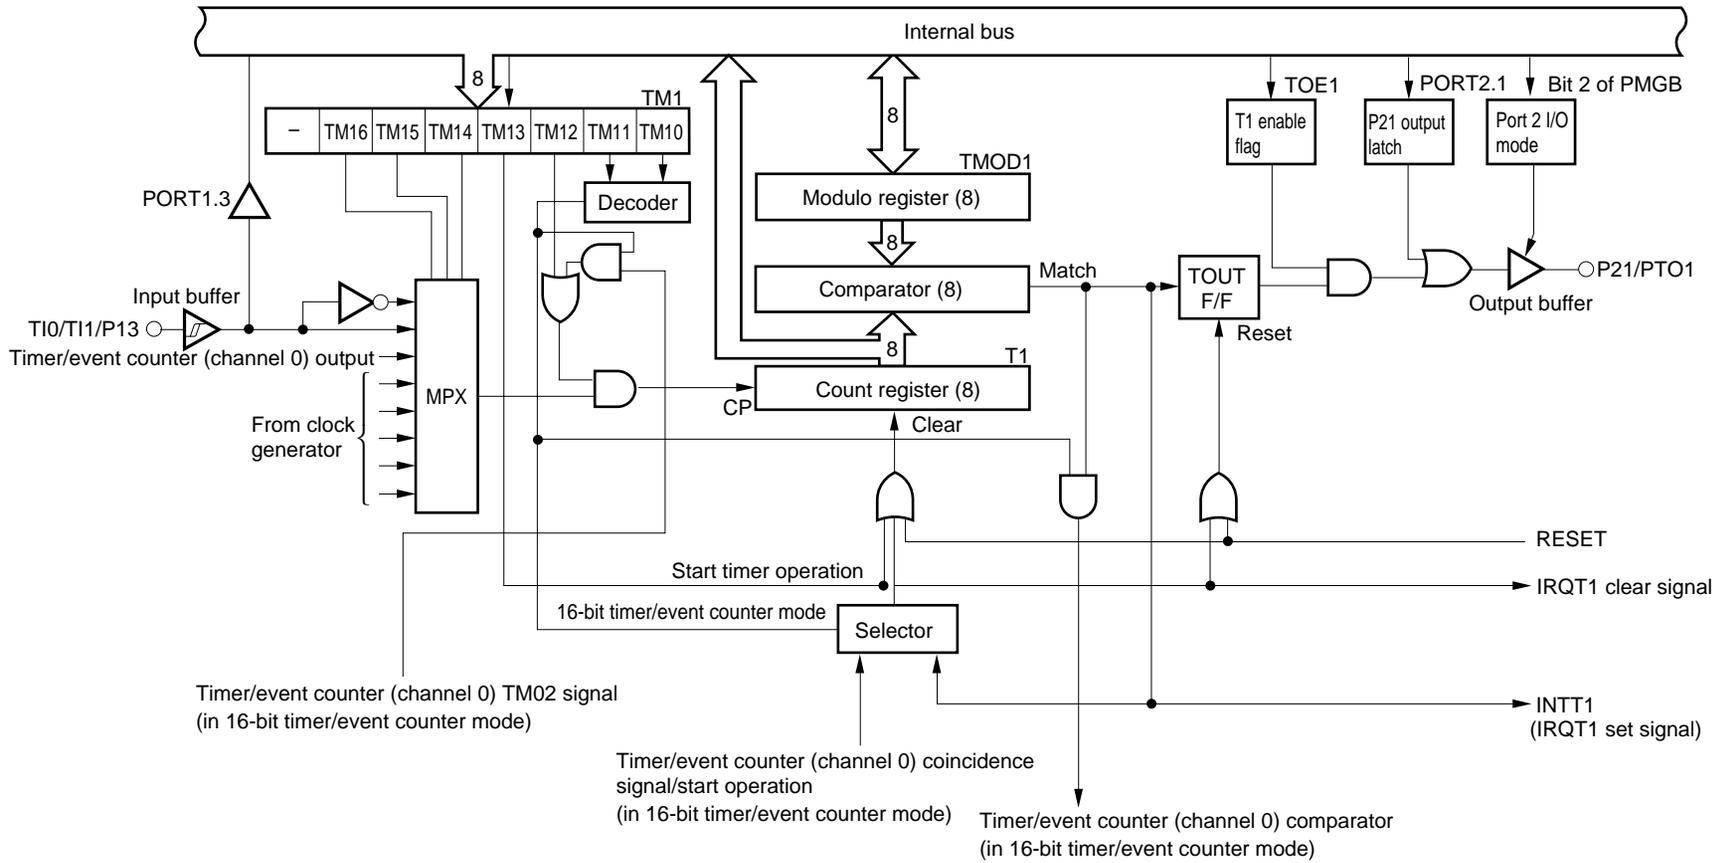 Internal bus
8
TM1
– TM16 TM15 TM14 TM13 TM12 TM11 TM10
8
TOE1
PORT2.1
Bit 2 of PMGB
T1 enable
flag
P21 output
latch
Port 2 I/O
mode
TMOD1
Modulo register (8)
PORT1.3
Decoder
8
Match
Comparator (8)
TOUT
F/F
P21/PTO1
Output buffer
Input buffer
TI0/TI1/P13
Reset
Timer/event counter (channel 0) output
8
T1
MPX
Count register (8)
CP
Clear
From clock
generator
RESET
Start timer operation
IRQT1 clear signal
16-bit timer/event counter mode
Selector
Timer/event counter (channel 0) TM02 signal
(in 16-bit timer/event counter mode)
INTT1
(IRQT1 set signal)
Timer/event counter (channel 0) coincidence
signal/start operation
(in 16-bit timer/event counter mode)
Timer/event counter (channel 0) comparator
(in 16-bit timer/event counter mode)